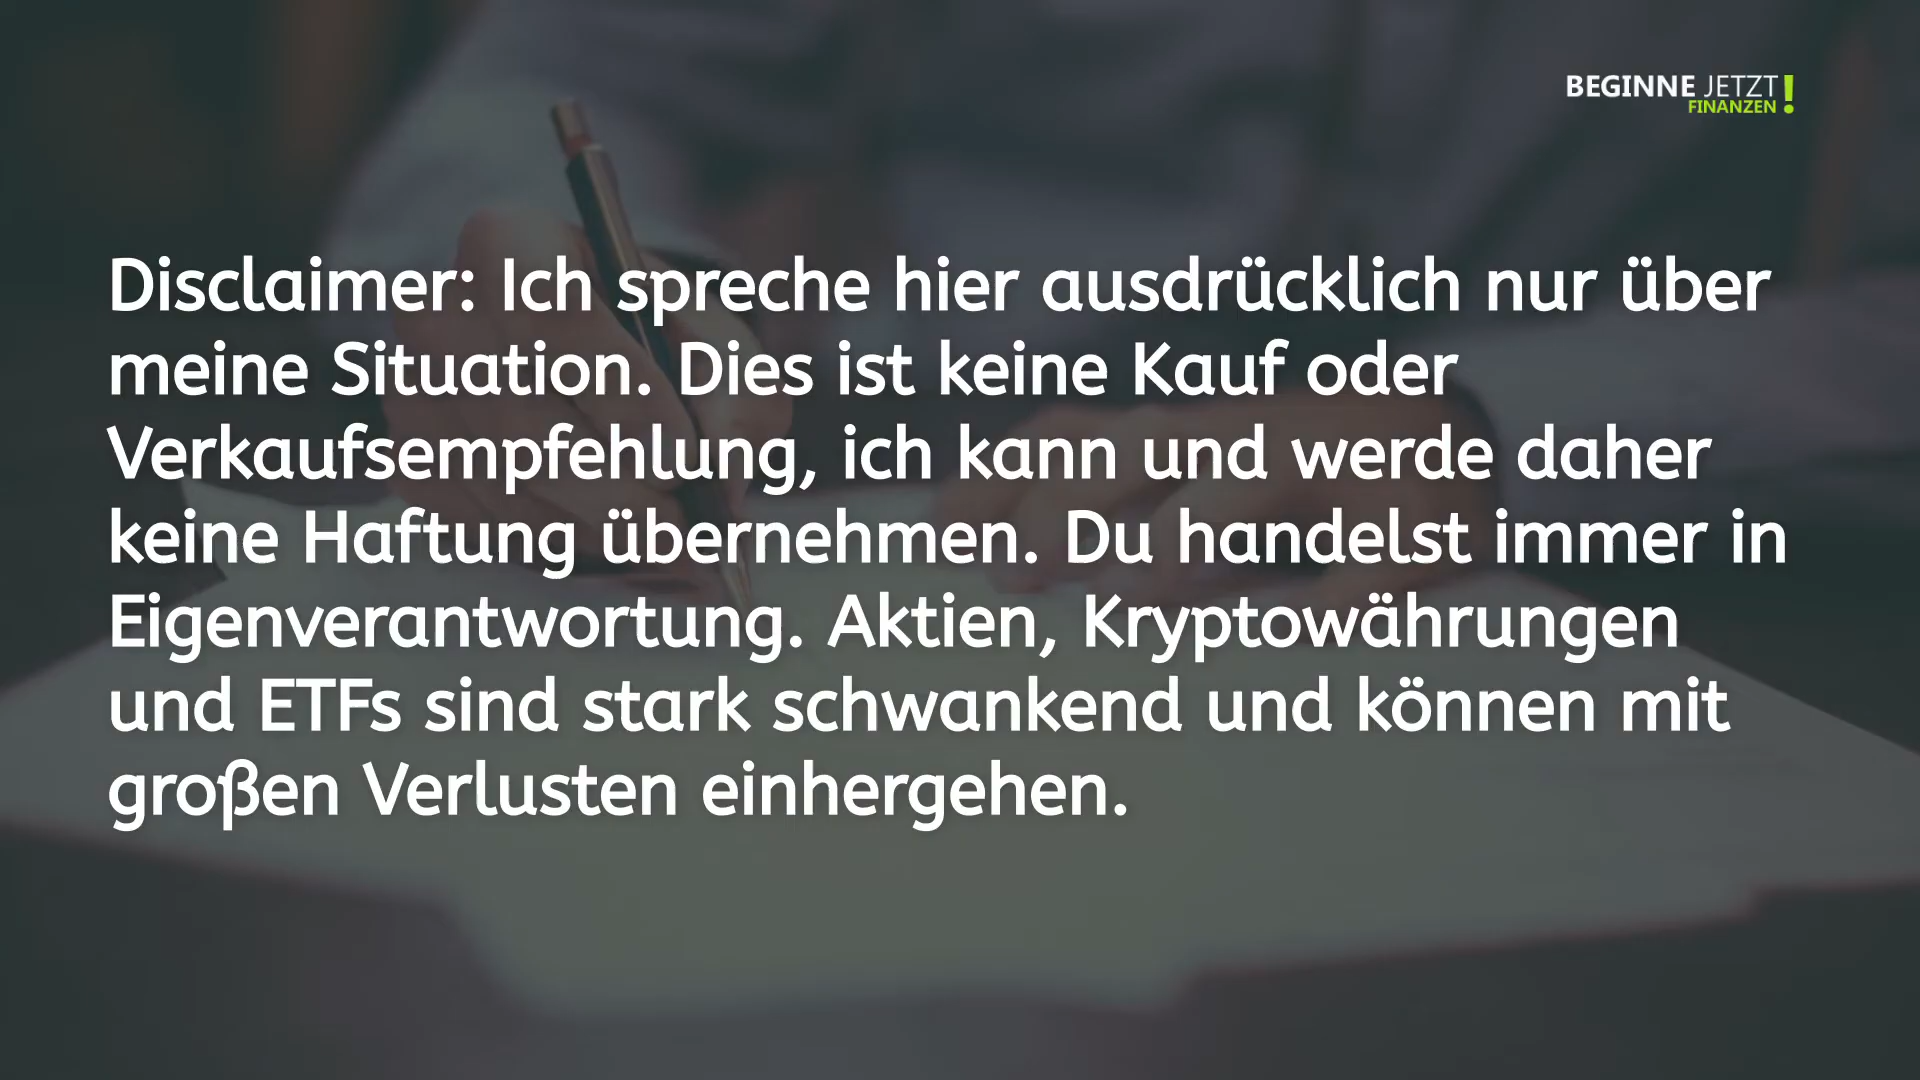 BEGINNE JETZT!
FINANZEN
Disclaimer: Ich spreche hier ausdrücklich nur über
meine Situation. Dies ist keine Kauf oder
Verkaufsempfehlung, ich kann und werde daher
keine Haftung übernehmen. Du handelst immer in
Eigenverantwortung. Aktien, Kryptowährungen
und ETFs sind stark schwankend und können mit
großen Verlusten einhergehen.